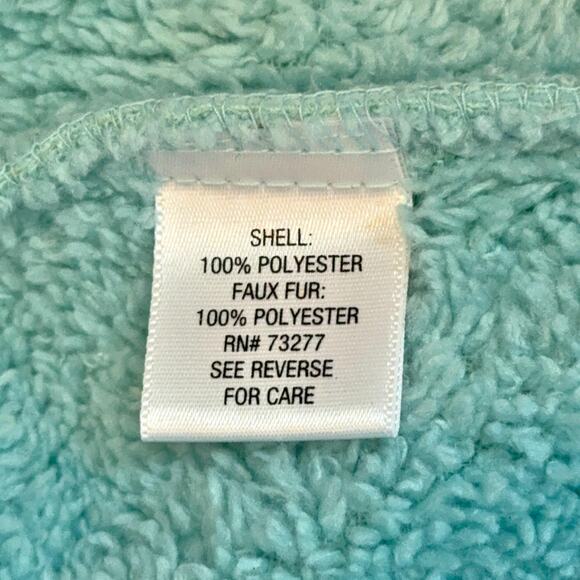 SHELL:
100% POLYESTER
FAUX FUR:
100% POLYESTER
RN# 73277
SEE REVERSE
FOR CARE